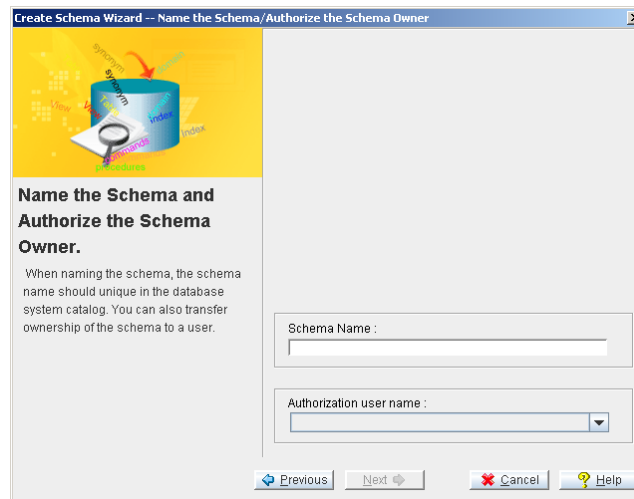 Create Schema Wizard -- Name the Schema/Authorize the Schema Owner
synonym
synonym
domain
View
View
Table
domain
Index
Index
commands
procedures
Name the Schema and
Authorize the Schema
Owner.
When naming the schema, the schema
name should unique in the database
system catalog. You can also transfer
ownership of the schema to a user.
Schema Name :
Authorization user name :
Previous
Next
Cancel
Help